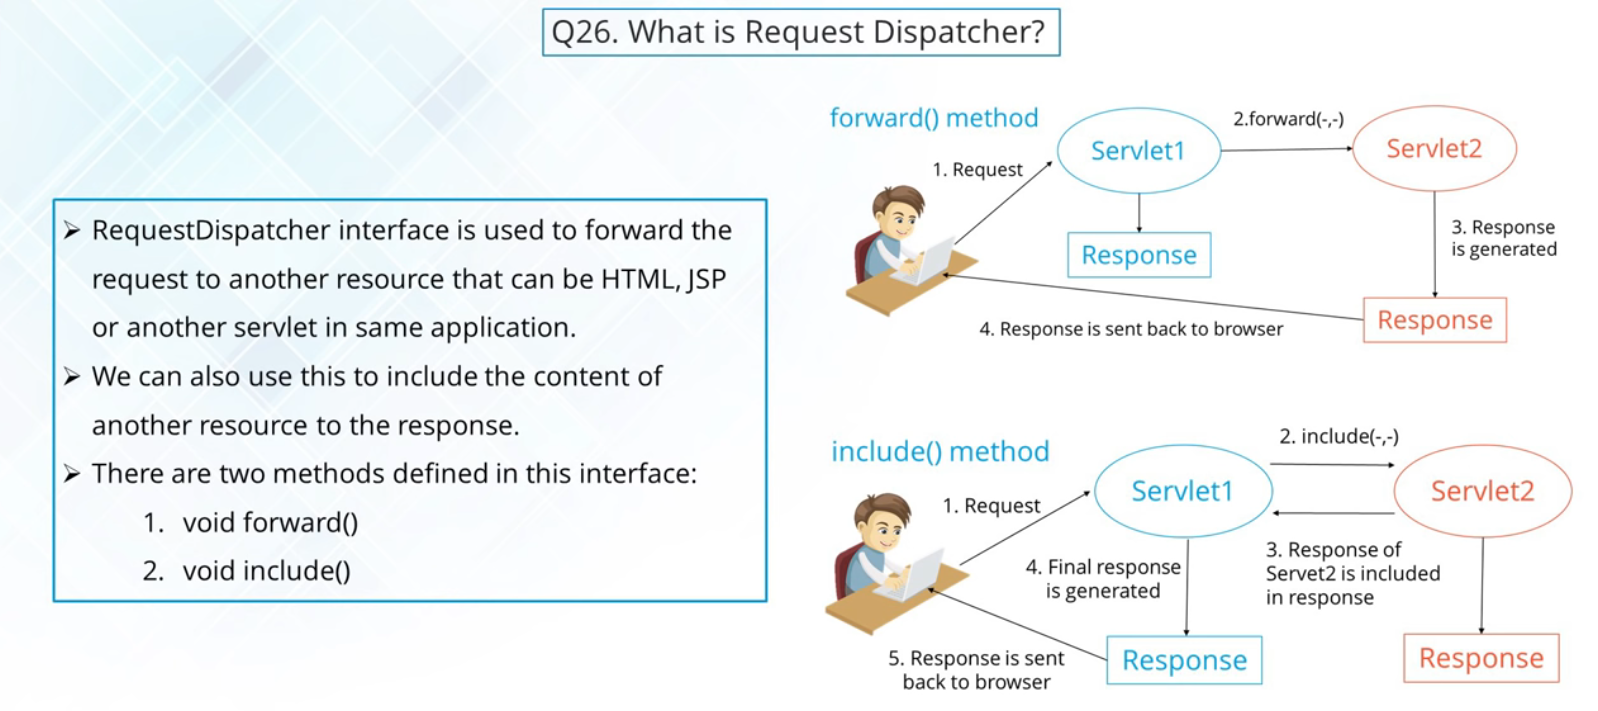 Q26. What is Request Dispatcher?
➢ RequestDispatcher interface is used to forward the
request to another resource that can be HTML, JSP
or another servlet in same application.
➢ We can also use this to include the content of
another resource to the response.
➢ There are two methods defined in this interface:
1. void forward()
2. void include()
forward() method
1. Request
Servlet1
2.forward(-,-)
Servlet2
Response
3. Response
is generated
Response
4. Response is sent back to browser
include() method
1. Request
Servlet1
2. include(-,-)
Servlet2
3. Response of
Servet2 is included
in response
4. Final response
is generated
Response
Response
5. Response is sent
back to browser